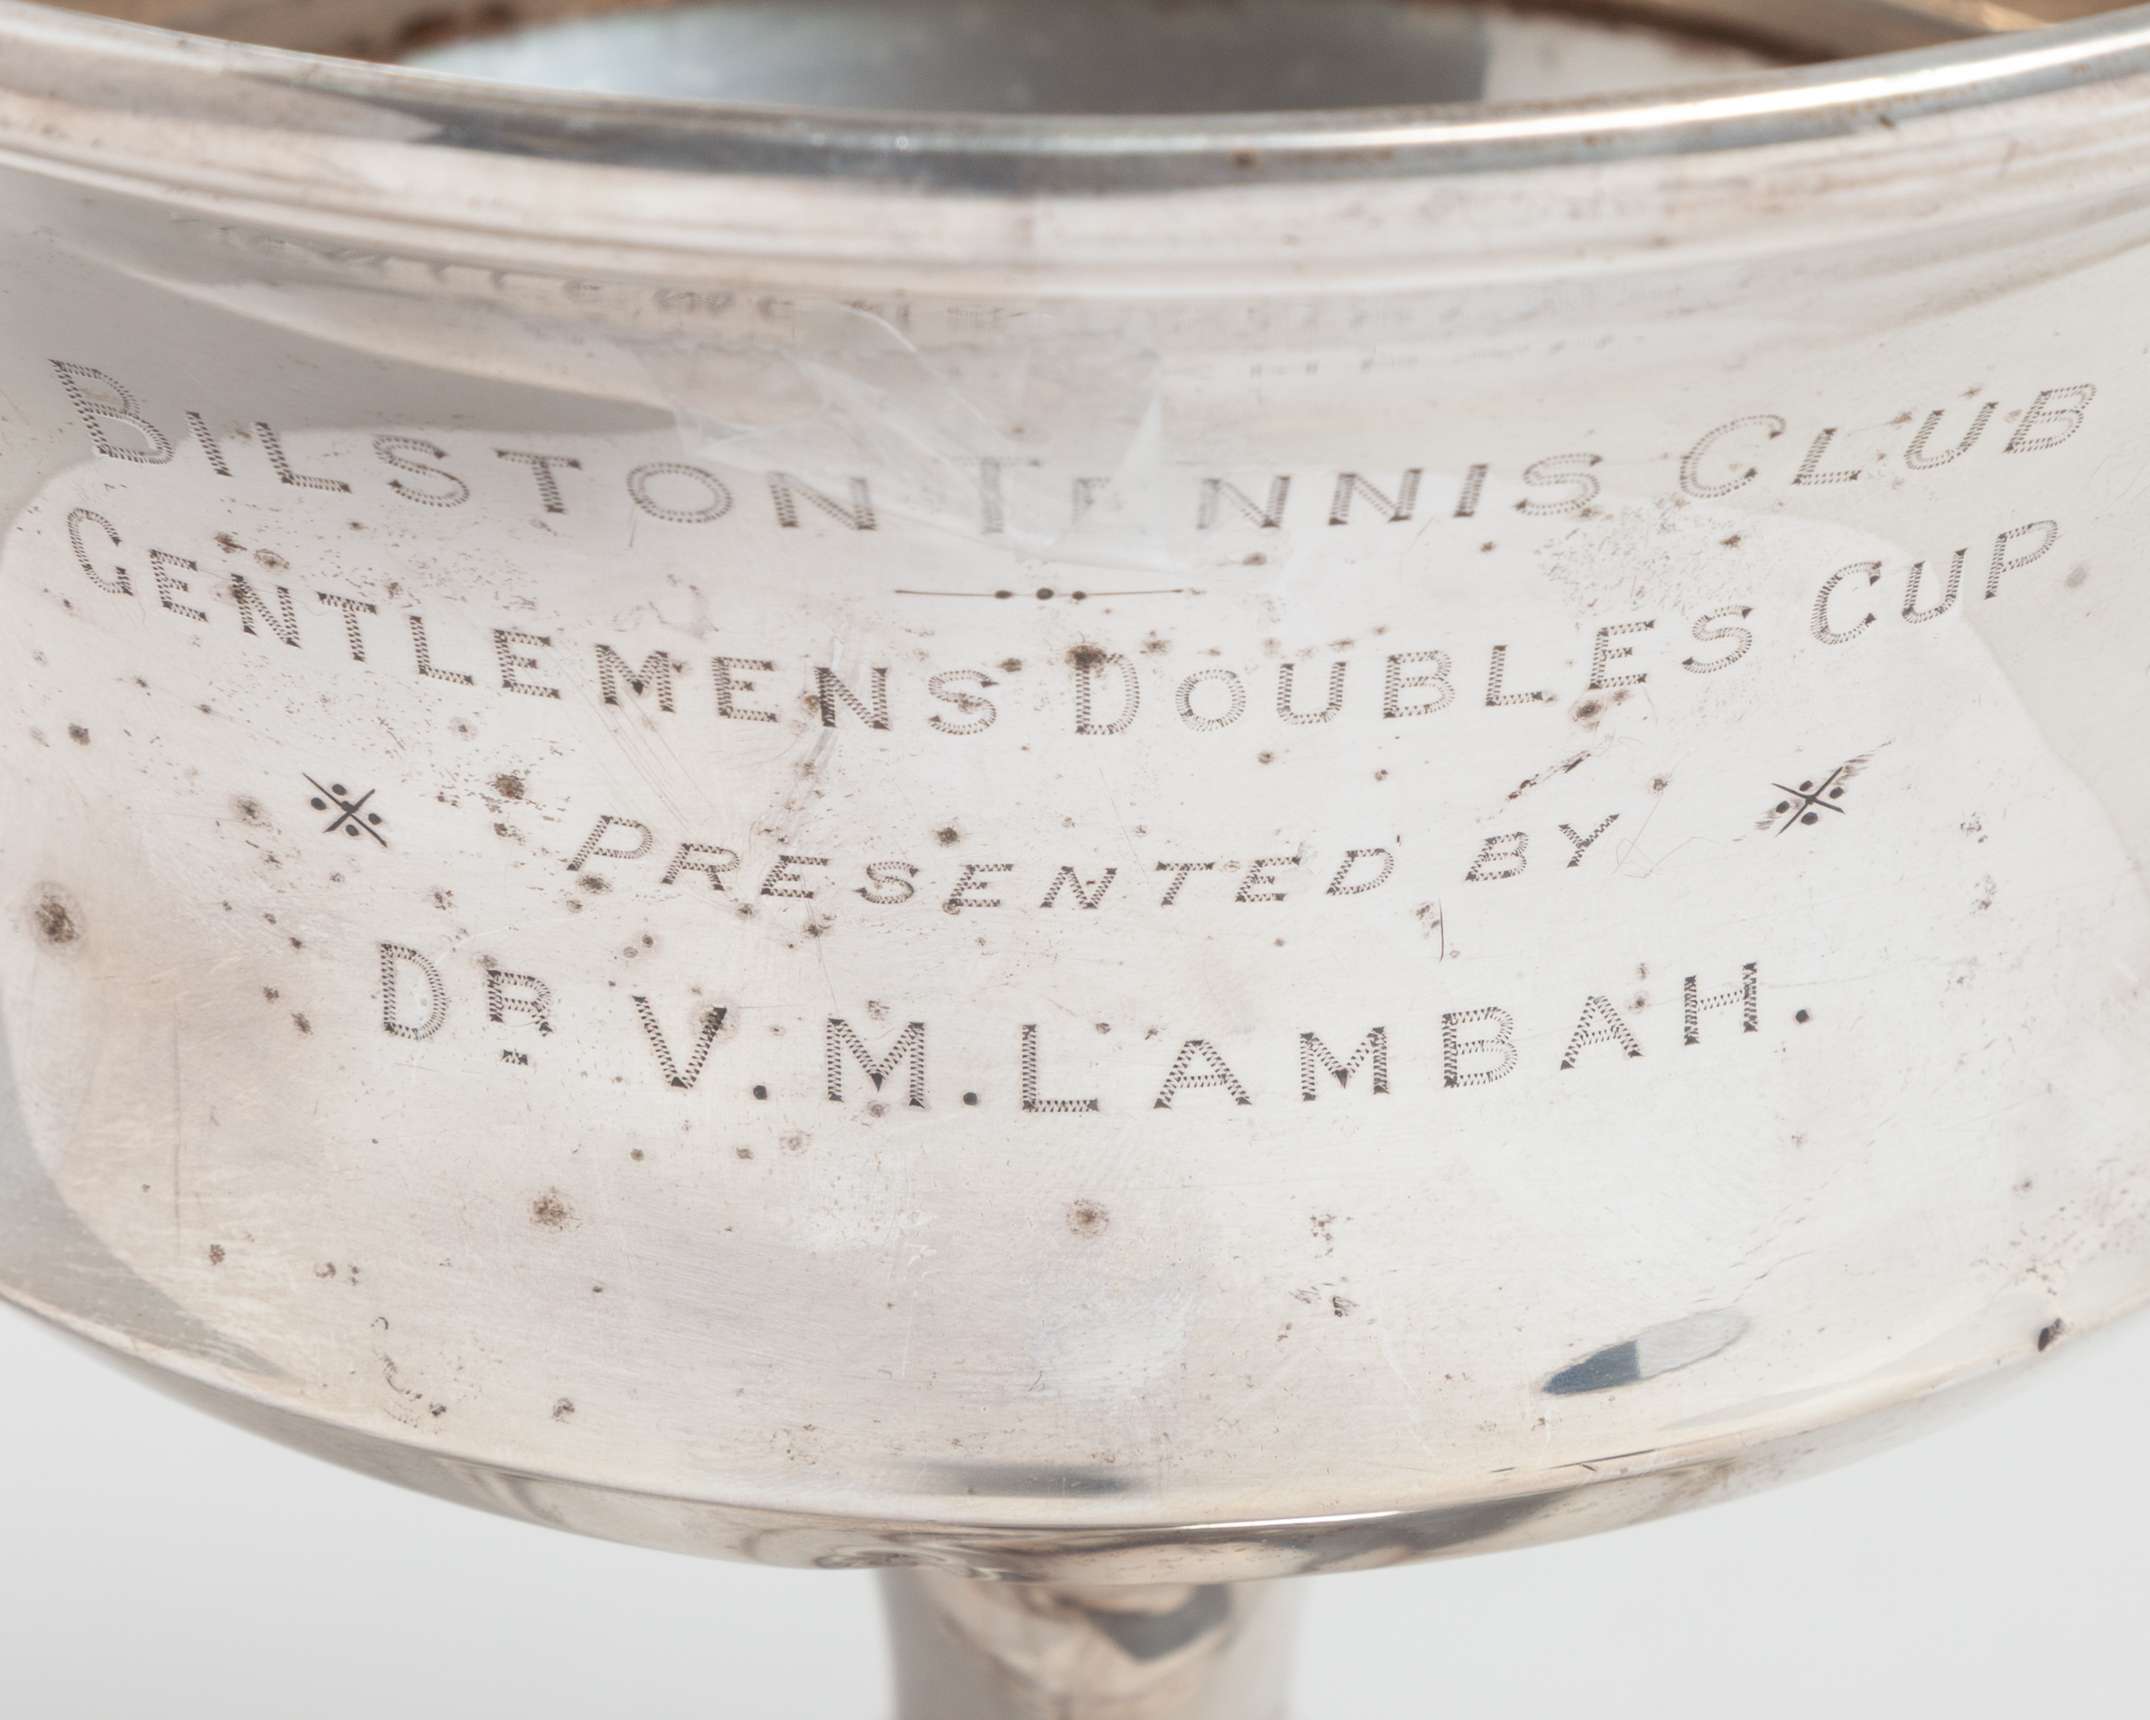 BILSTON TENNIS CLUB
GENTLEMENS DOUBLES CUP
PRESENTED BY
DR V.M.LAMBAH.